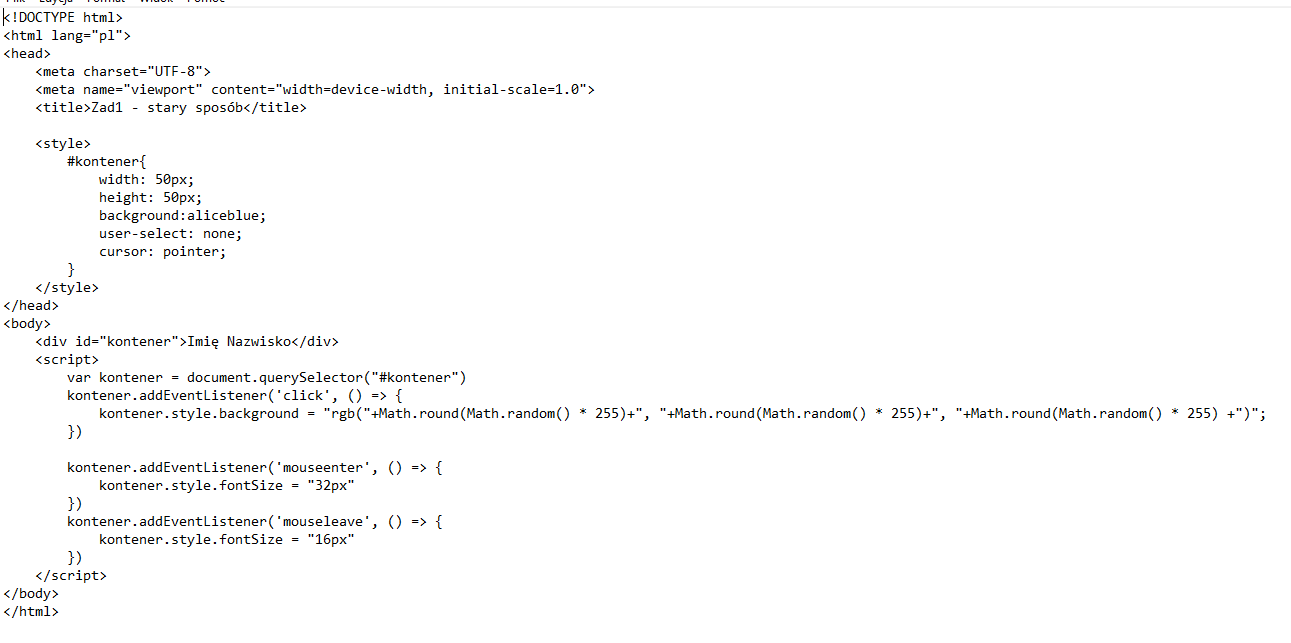 Plik Edycja Format Widok Pomoc
<!DOCTYPE html>
<html lang="pl">
<head>
    <meta charset="UTF-8">
    <meta name="viewport" content="width=device-width, initial-scale=1.0">
    <title>Zad1 - stary sposób</title>

    <style>
        #kontener{
            width: 50px;
            height: 50px;
            background:aliceblue;
            user-select: none;
            cursor: pointer;
        }
    </style>
</head>
<body>
    <div id="kontener">Imię Nazwisko</div>
    <script>
        var kontener = document.querySelector("#kontener")
        kontener.addEventListener('click', () => {
            kontener.style.background = "rgb("+Math.round(Math.random() * 255)+", "+Math.round(Math.random() * 255)+", "+Math.round(Math.random() * 255) +")";
        })

        kontener.addEventListener('mouseenter', () => {
            kontener.style.fontSize = "32px"
        })
        kontener.addEventListener('mouseleave', () => {
            kontener.style.fontSize = "16px"
        })
    </script>
</body>
</html>